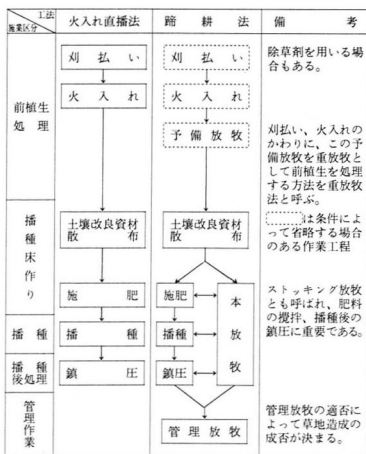 工法
施業区分
火入れ直播法
蹄耕法
備考
前植生
処理
刈払い
火入れ
刈払い
火入れ
予備放牧
除草剤を用いる場
合もある。
刈払い、火入れの
かわりに、この予
備放牧を重放牧と
して前植生を処理
する方法を重放牧
法と呼ぶ。
播種床作り
土壌改良資材
散布
施肥
土壌改良資材
散布
施肥
本放牧
は条件によ
って省略する場合
のある作業工程
ストッキング放牧
とも呼ばれ、肥料
の攪拌、播種後の
鎮圧に重要である。
播種
播種
播種
播種
後処理
鎮圧
鎮圧
管理作業
管理放牧
管理放牧の適否に
よって草地造成の
成否が決まる。